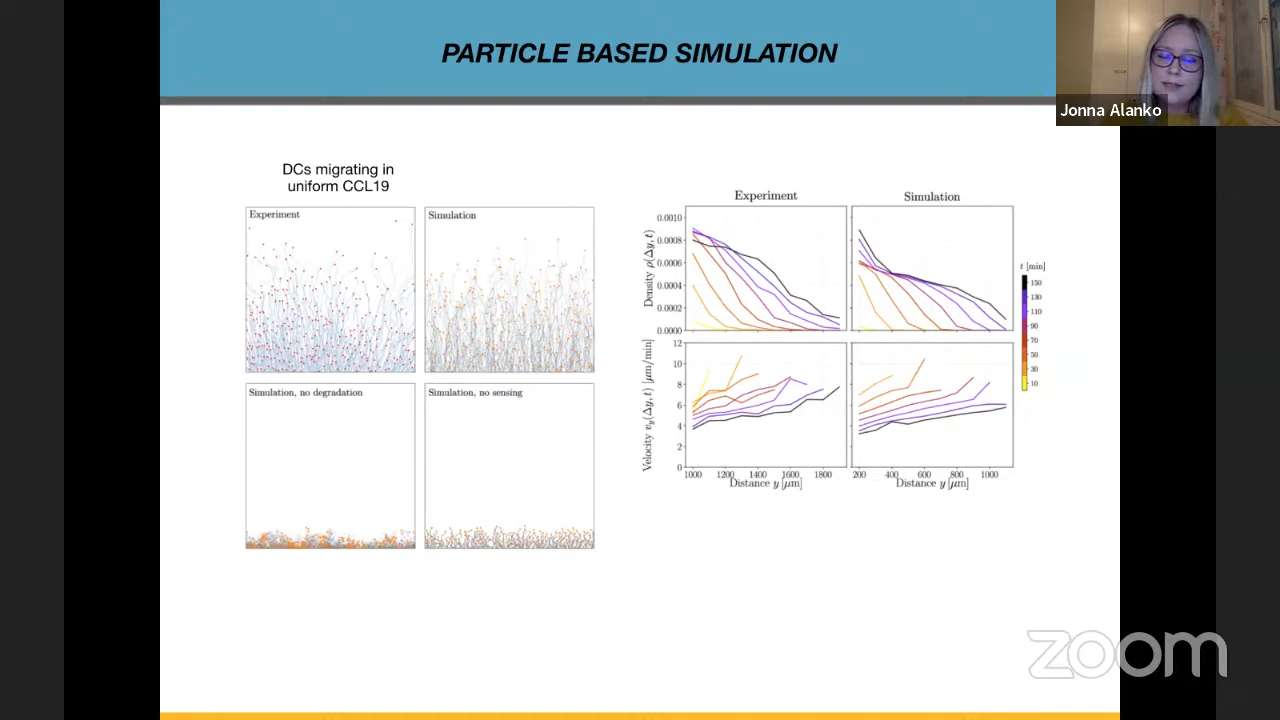 PARTICLE BASED SIMULATION
Jonna Alanko
DCs migrating in
uniform CCL19
Experiment
Simulation
Simulation, no degradation
Simulation, no sensing
Experiment
Simulation
Density ρ(Δy, t)
0.0010
0.0008
0.0006
0.0004
0.0002
0.0000
Velocity v_y(Δy, t) [μm/min]
12
10
8
6
4
2
0
1000 1200 1400 1600 1800
Distance y [μm]
200 400 600 800 1000
Distance y [μm]
t [min]
150
130
110
90
70
50
30
10
zoom